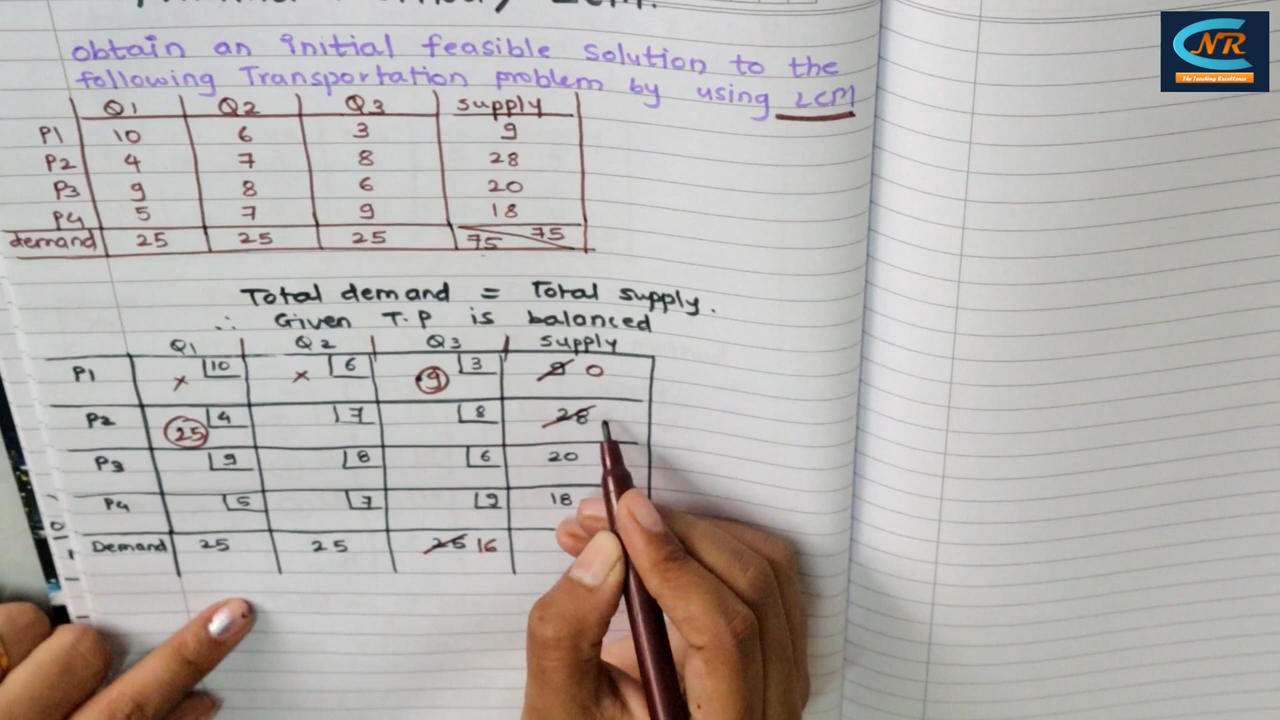 NR
The Teaching Excellence
obtain an initial feasible solution to the
following Transportation problem by using LCM
Q1 Q2 Q3 supply
P1 10 6 3 9
P2 4 7 8 28
P3 9 8 6 20
P4 5 7 9 18
demand 25 25 25 75 75
Total demand = Total supply.
∴ Given T.P is balanced
Q1 Q2 Q3 supply
P1 × 10 × 6 9 3 9 0
P2 25 4 7 8 28
P3 9 8 6 20
P4 5 7 9 18
Demand 25 25 25 16